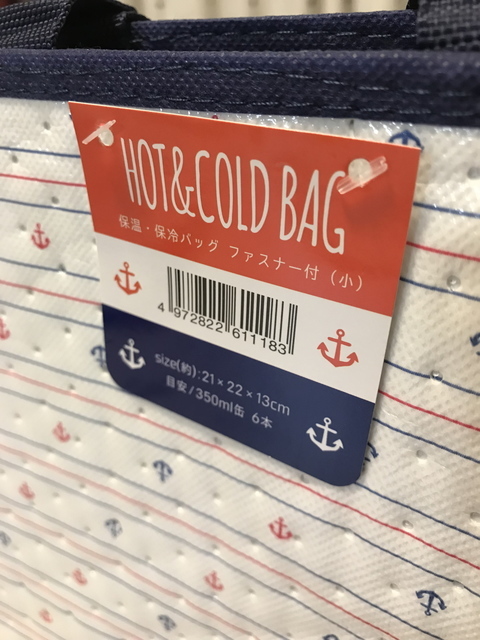 HOT&COLD BAG
保温・保冷バッグ ファスナー付（小）
4 972822 611183
size(約):21×22×13cm
目安/350ml缶 6本